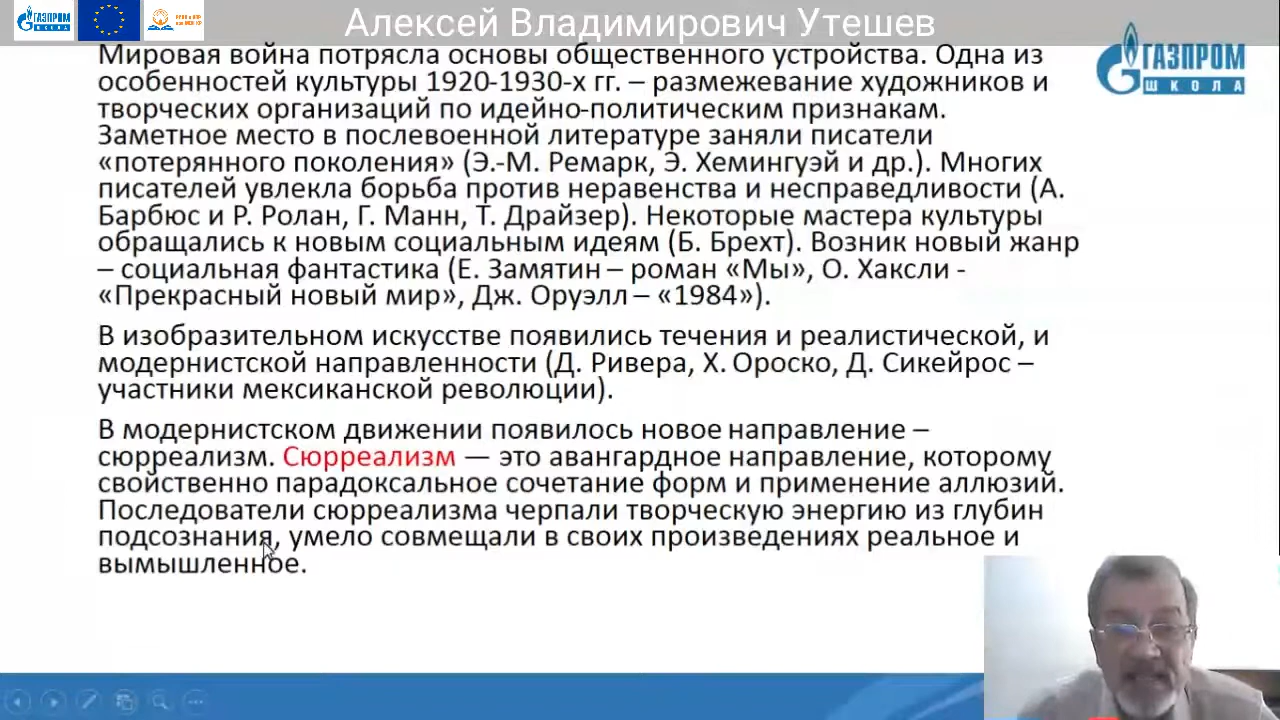 Алексей Владимирович Утешев
ГАЗПРОМ
ШКОЛА
ГАЗПРОМ
ШКОЛА
Мировая война потрясла основы общественного устройства. Одна из
особенностей культуры 1920-1930-х гг. – размежевание художников и
творческих организаций по идейно-политическим признакам.
Заметное место в послевоенной литературе заняли писатели
«потерянного поколения» (Э.-М. Ремарк, Э. Хемингуэй и др.). Многих
писателей увлекла борьба против неравенства и несправедливости (А.
Барбюс и Р. Ролан, Г. Манн, Т. Драйзер). Некоторые мастера культуры
обращались к новым социальным идеям (Б. Брехт). Возник новый жанр
– социальная фантастика (Е. Замятин – роман «Мы», О. Хаксли -
«Прекрасный новый мир», Дж. Оруэлл – «1984»).
В изобразительном искусстве появились течения и реалистической, и
модернистской направленности (Д. Ривера, Х. Ороско, Д. Сикейрос –
участники мексиканской революции).
В модернистском движении появилось новое направление –
сюрреализм. Сюрреализм — это авангардное направление, которому
свойственно парадоксальное сочетание форм и применение аллюзий.
Последователи сюрреализма черпали творческую энергию из глубин
подсознания, умело совмещали в своих произведениях реальное и
вымышленное.